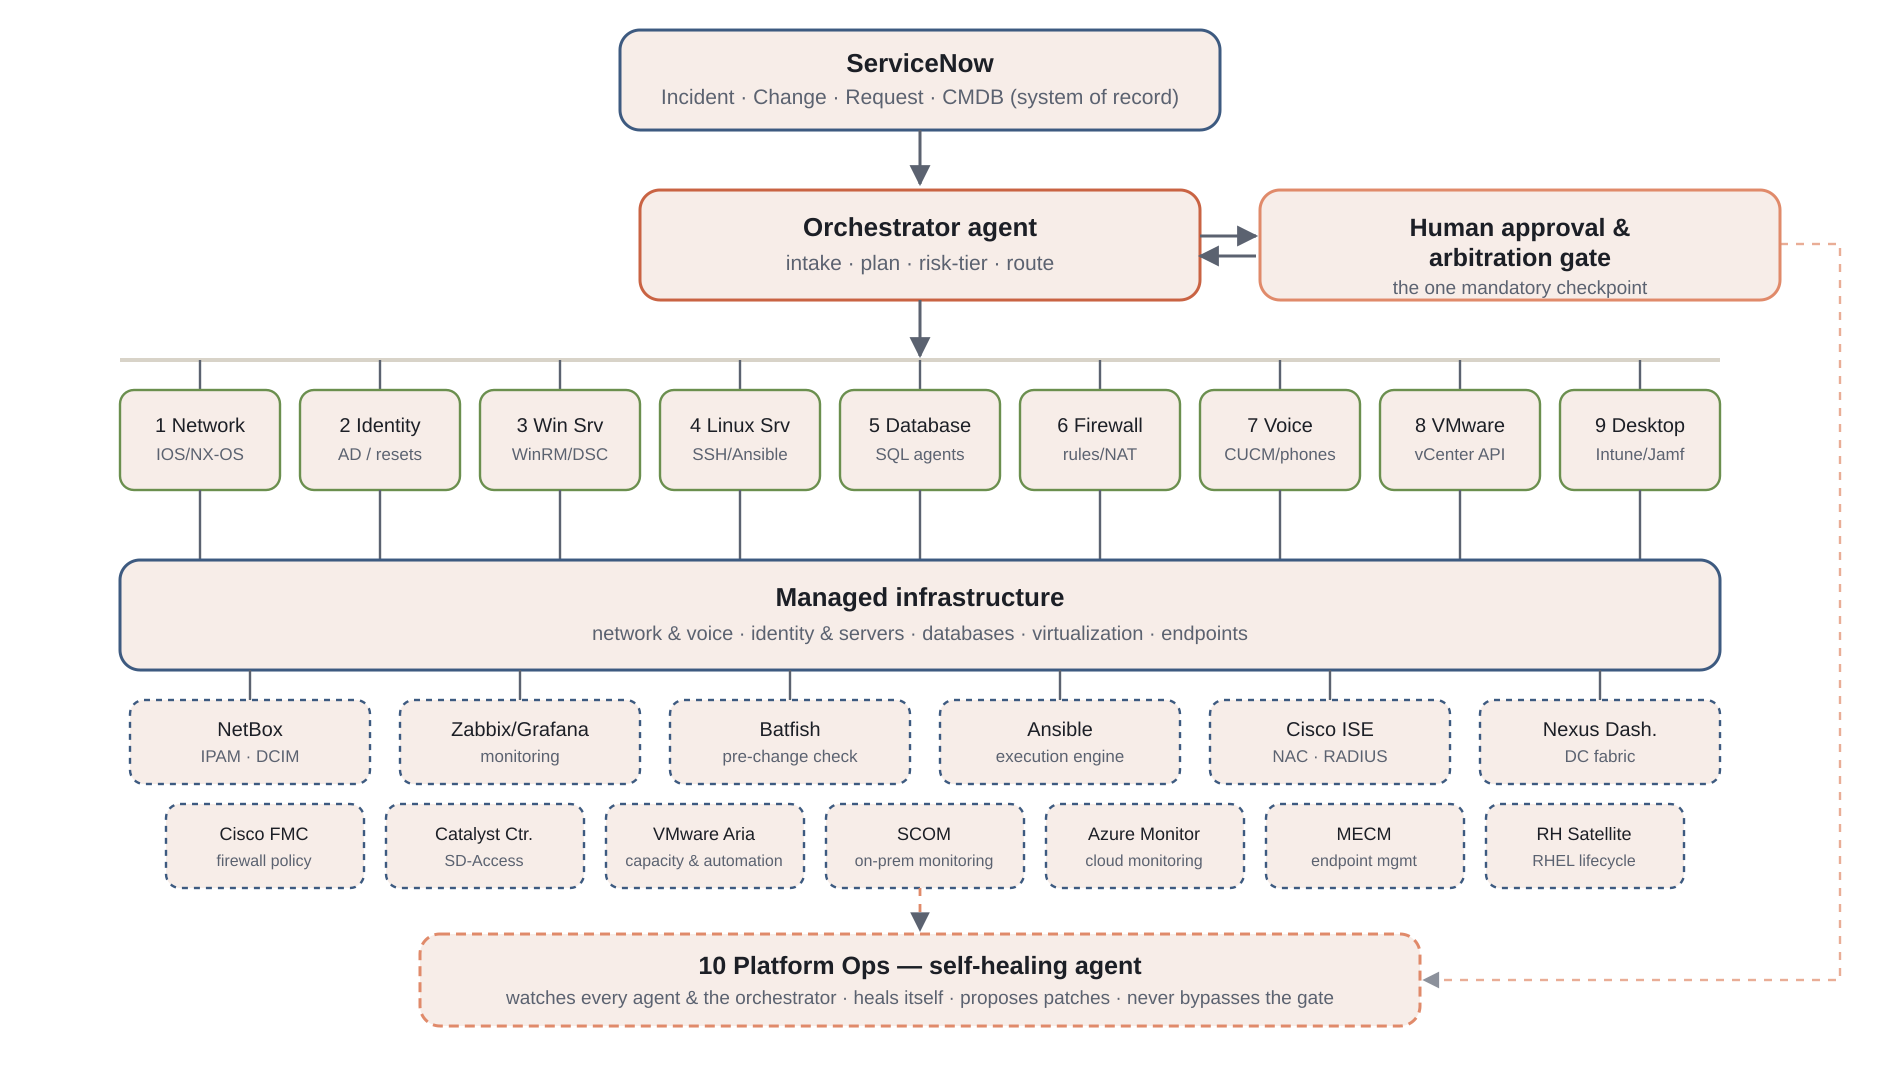 ServiceNow
Incident · Change · Request · CMDB (system of record)
Orchestrator agent
intake · plan · risk-tier · route
Human approval &
arbitration gate
the one mandatory checkpoint
1 Network
IOS/NX-OS
2 Identity
AD / resets
3 Win Srv
WinRM/DSC
4 Linux Srv
SSH/Ansible
5 Database
SQL agents
6 Firewall
rules/NAT
7 Voice
CUCM/phones
8 VMware
vCenter API
9 Desktop
Intune/Jamf
Managed infrastructure
network & voice · identity & servers · databases · virtualization · endpoints
NetBox
IPAM · DCIM
Zabbix/Grafana
monitoring
Batfish
pre-change check
Ansible
execution engine
Cisco ISE
NAC · RADIUS
Nexus Dash.
DC fabric
Cisco FMC
firewall policy
Catalyst Ctr.
SD-Access
VMware Aria
capacity & automation
SCOM
on-prem monitoring
Azure Monitor
cloud monitoring
MECM
endpoint mgmt
RH Satellite
RHEL lifecycle
10 Platform Ops — self-healing agent
watches every agent & the orchestrator · heals itself · proposes patches · never bypasses the gate